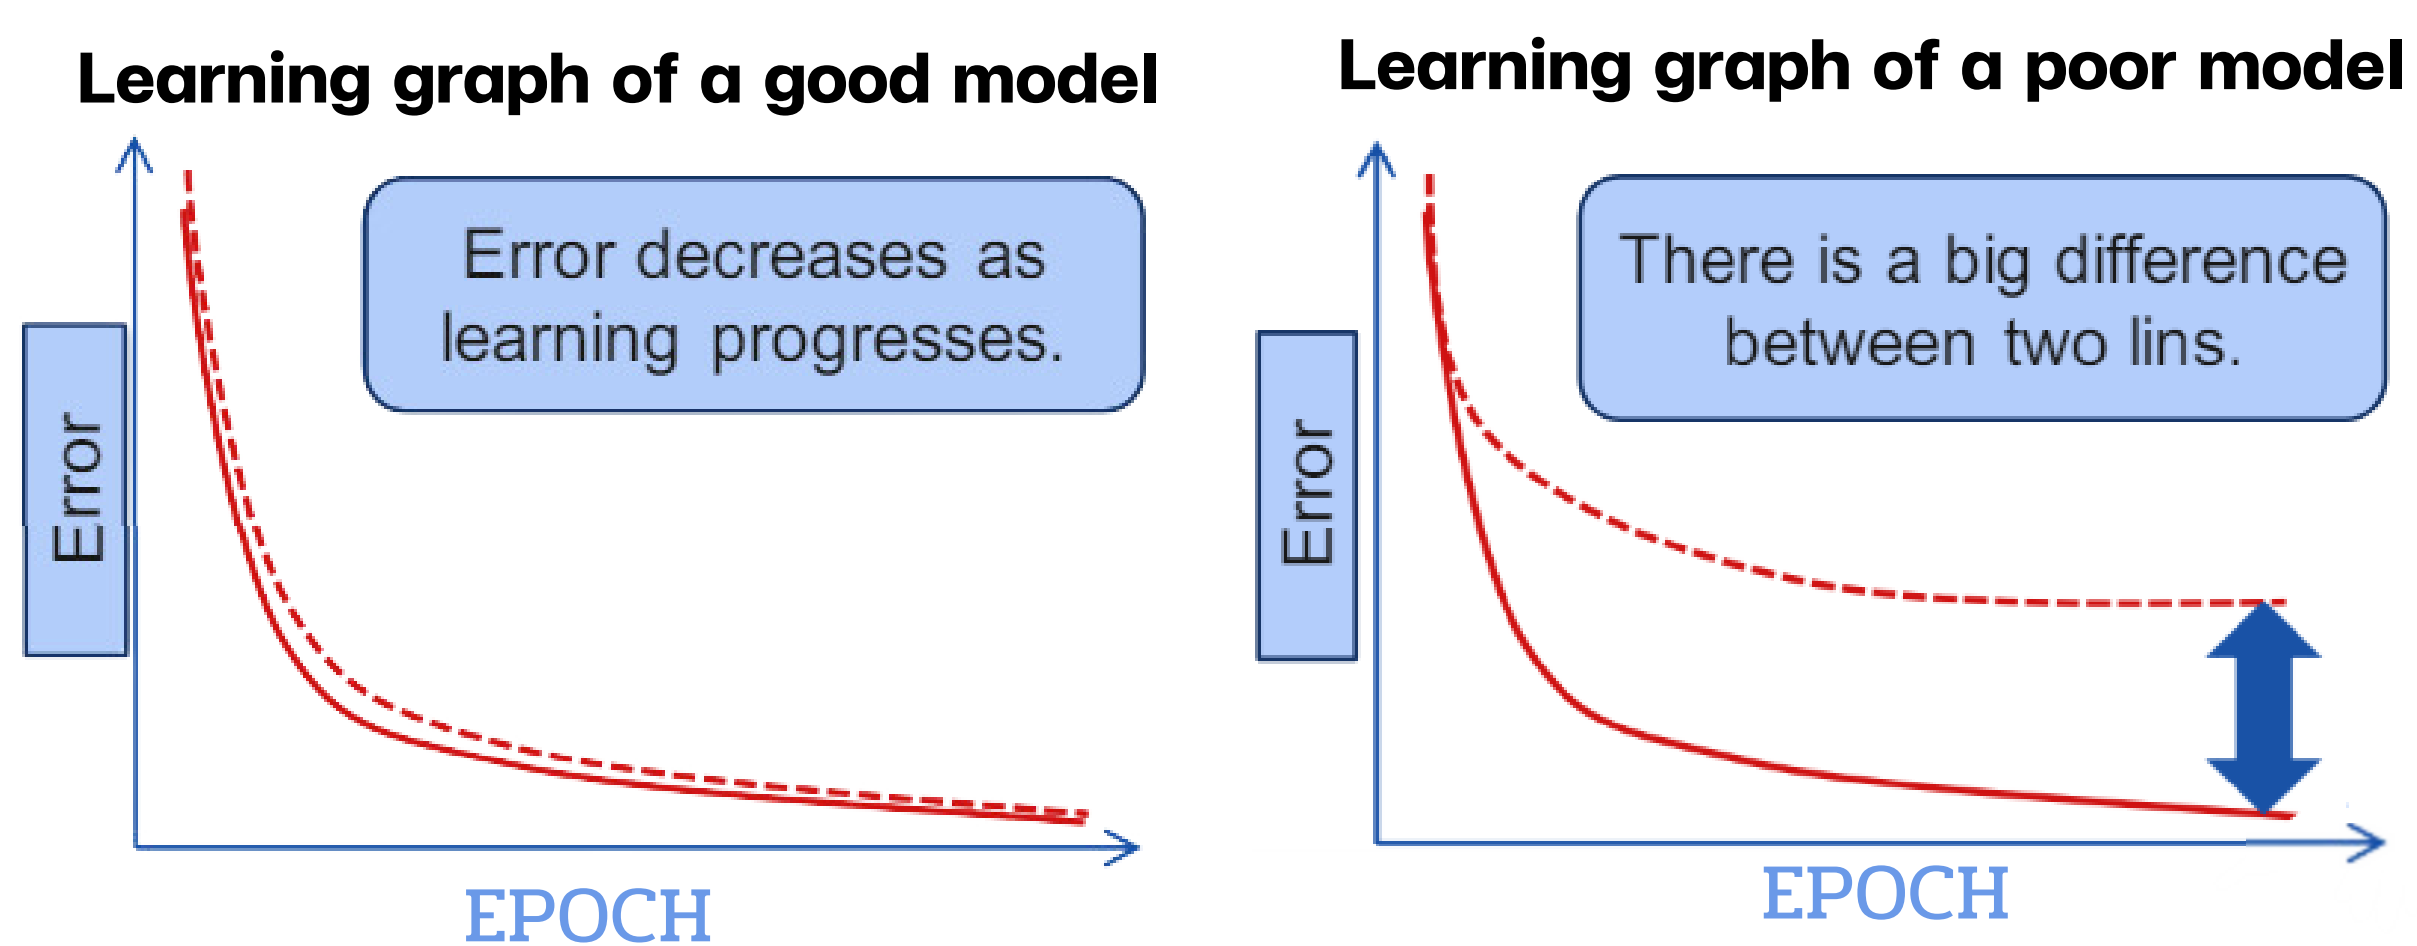 Learning graph of a good model
Error decreases as
learning progresses.
Error
EPOCH
Learning graph of a poor model
There is a big difference
between two lins.
Error
EPOCH